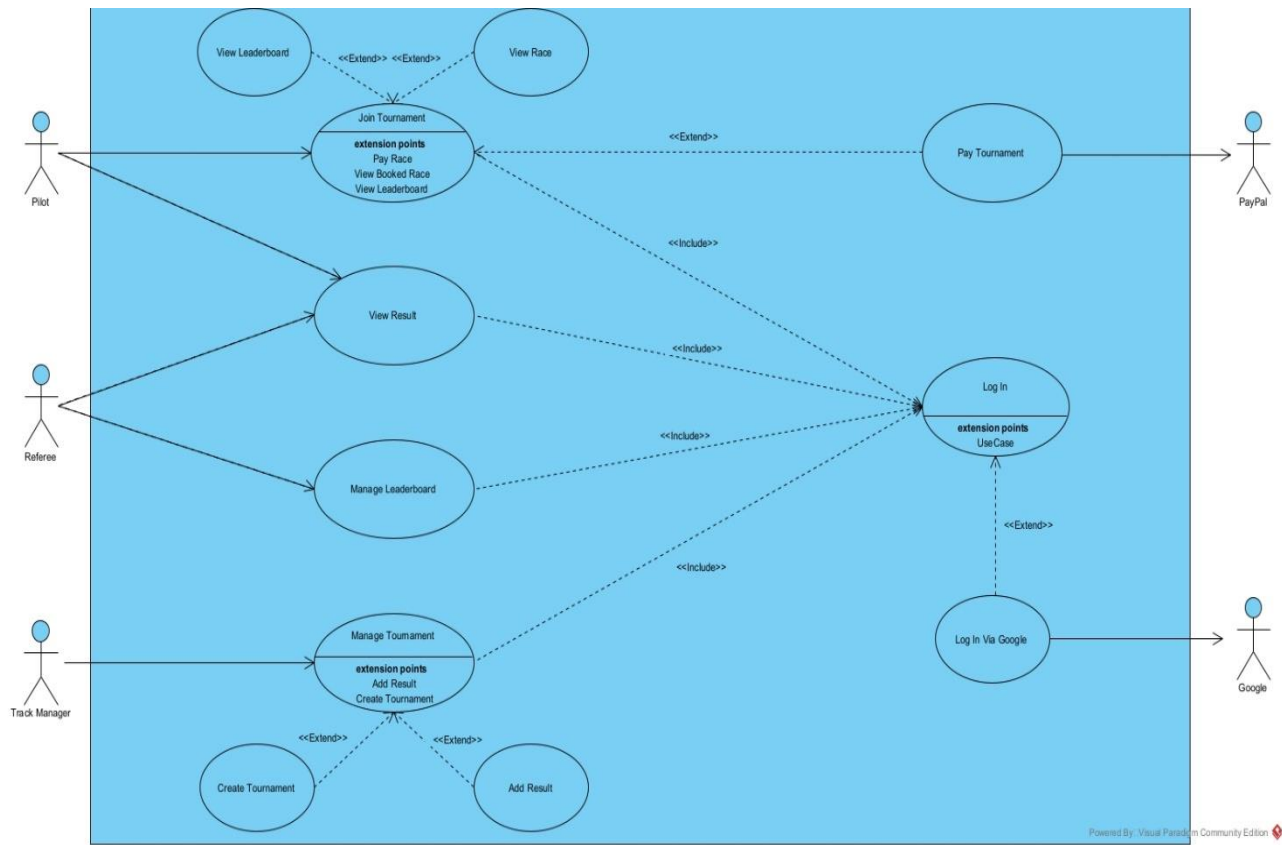 View Leaderboard
<<Extend>>
<<Extend>>
View Race
Join Tournament
extension points
Pay Race
View Booked Race
View Leaderboard
<<Extend>>
Pay Tournament
Pilot
PayPal
<<Include>>
View Result
<<Include>>
Log In
extension points
UseCase
Referee
<<Include>>
Manage Leaderboard
<<Extend>>
<<Include>>
Manage Tournament
extension points
Add Result
Create Tournament
Log In Via Google
Track Manager
Google
<<Extend>>
<<Extend>>
Create Tournament
Add Result
Powered By: Visual Paradigm Community Edition